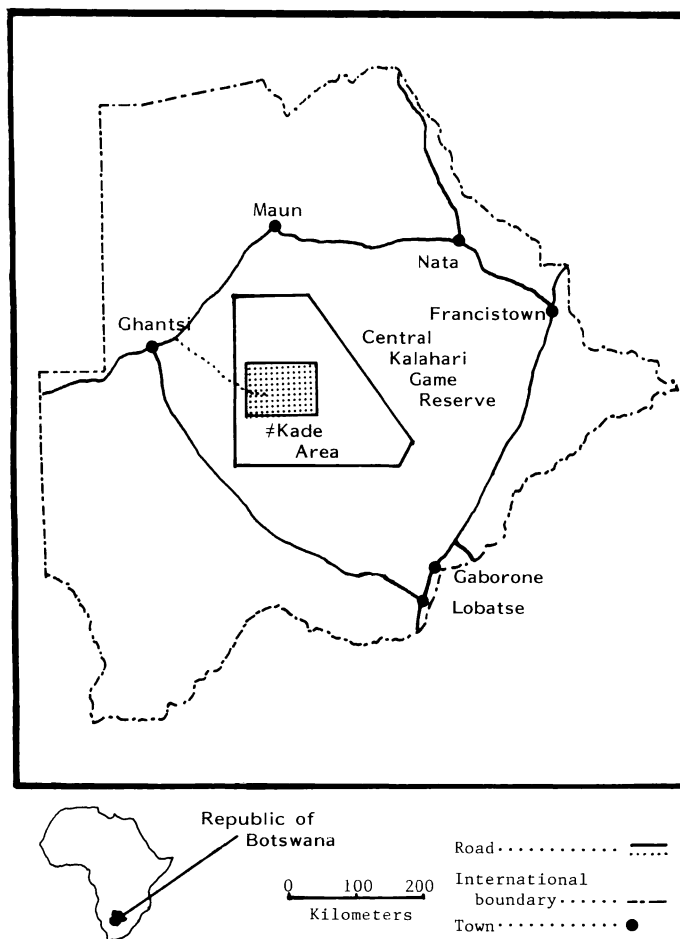 Maun
Nata
Ghantsi
Francistown
Central
Kalahari
Game
Reserve
≠Kade
Area
Gaborone
Lobatse
Republic of
Botswana
0 100 200
Kilometers
Road
International
boundary
Town